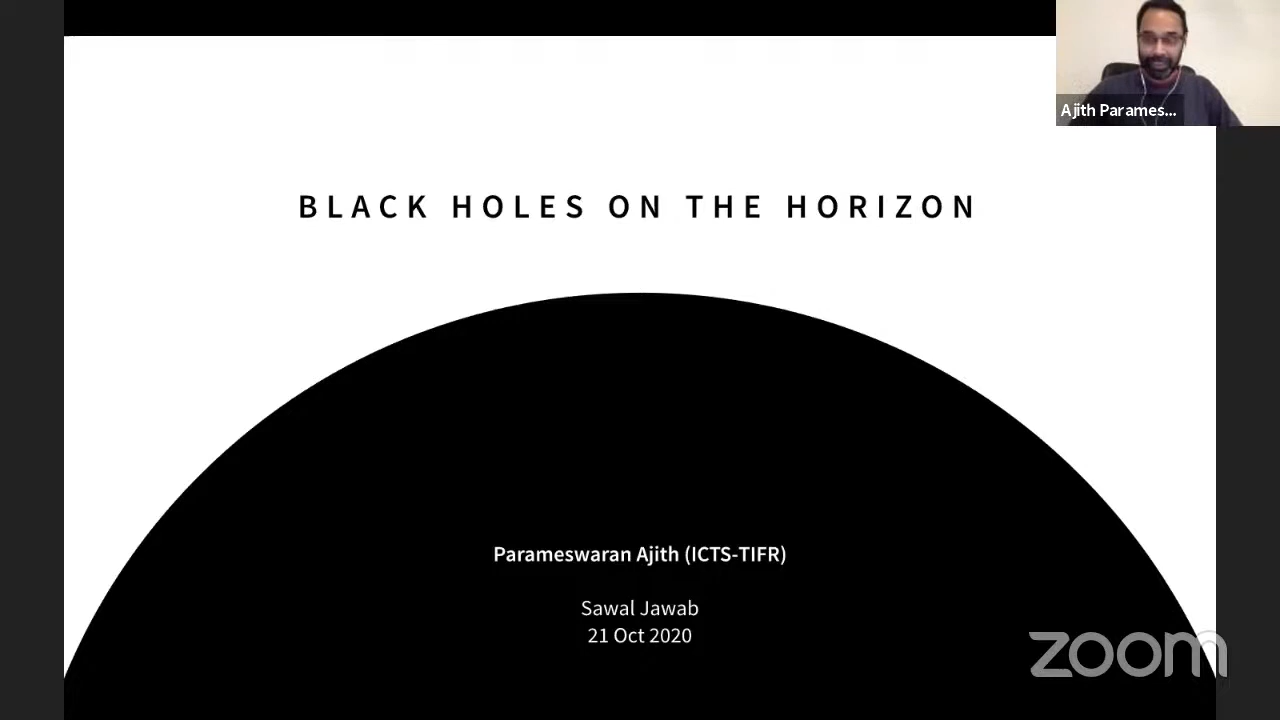 Ajith Parames...
BLACK HOLES ON THE HORIZON
Parameswaran Ajith (ICTS-TIFR)
Sawal Jawab
21 Oct 2020
zoom